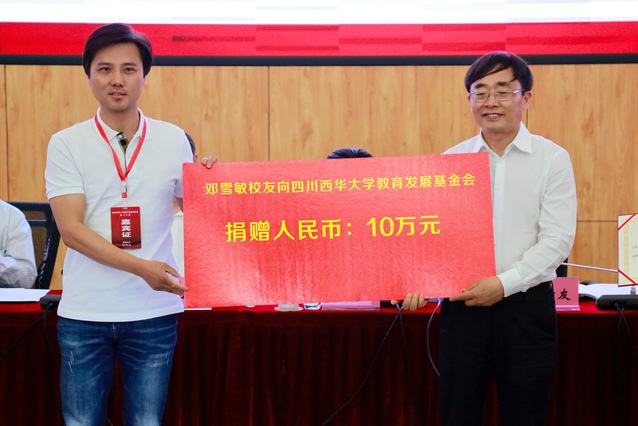 邓雪敏校友向四川西华大学教育发展基金会
捐赠人民币：10万元
嘉宾证
友